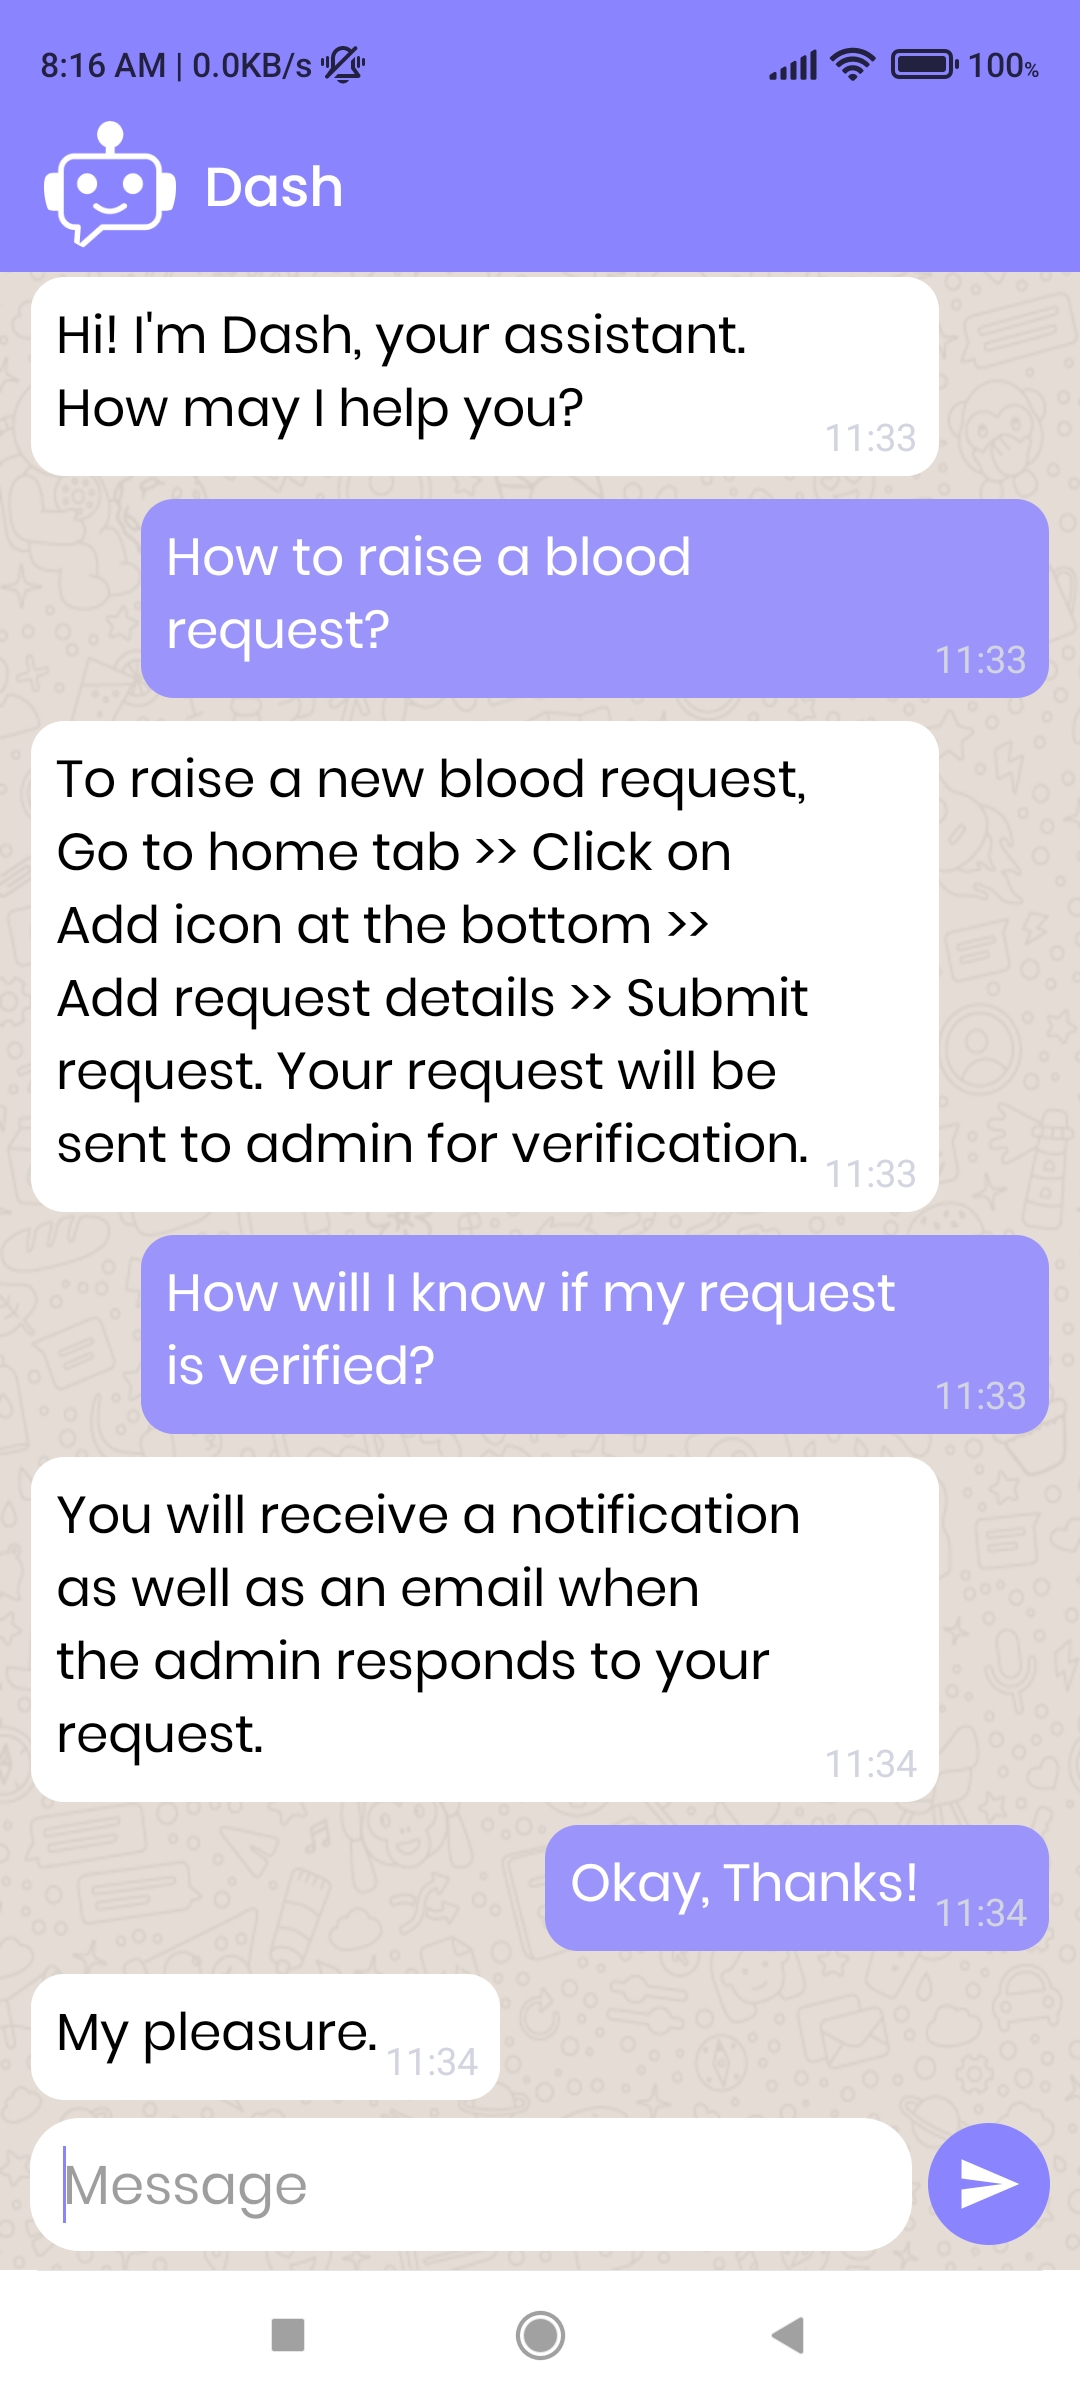 8:16 AM | 0.0KB/s
100%
Dash
Hi! I'm Dash, your assistant.
How may I help you?
11:33
How to raise a blood
request?
11:33
To raise a new blood request,
Go to home tab >> Click on
Add icon at the bottom >>
Add request details >> Submit
request. Your request will be
sent to admin for verification.
11:33
How will I know if my request
is verified?
11:33
You will receive a notification
as well as an email when
the admin responds to your
request.
11:34
Okay, Thanks!
11:34
My pleasure.
11:34
Message